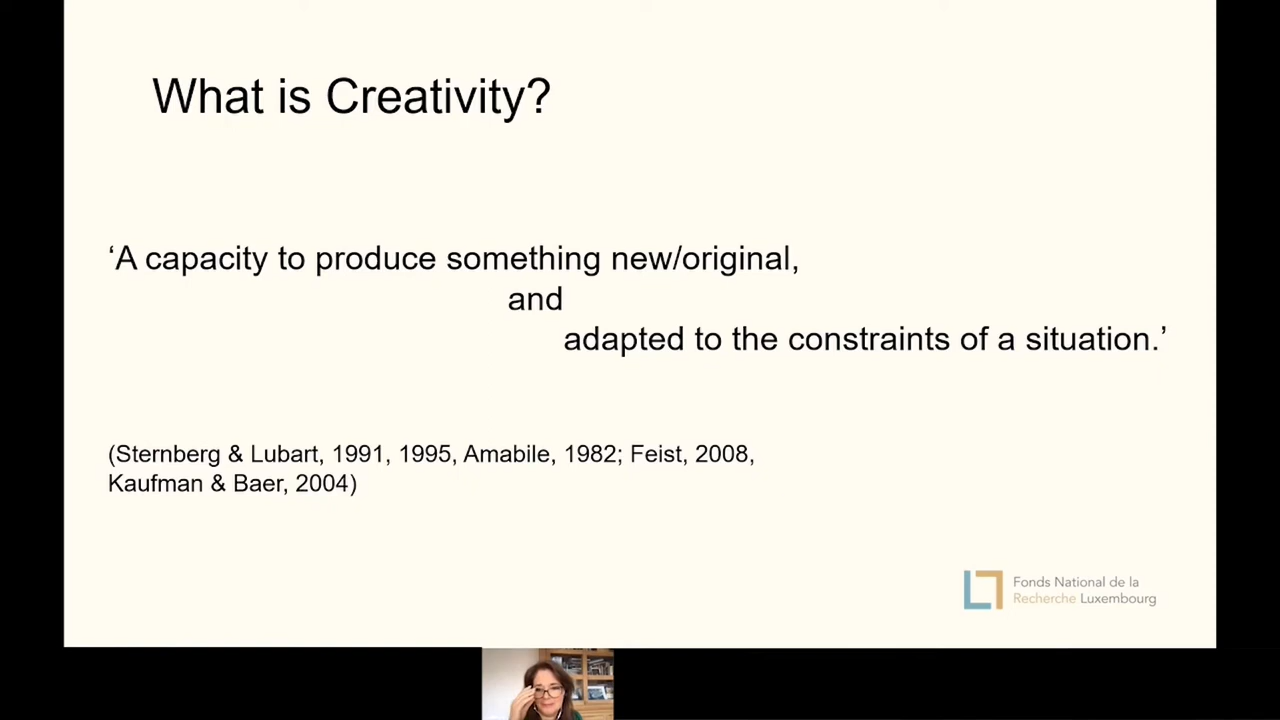 What is Creativity?
‘A capacity to produce something new/original,
and
adapted to the constraints of a situation.’
(Sternberg & Lubart, 1991, 1995, Amabile, 1982; Feist, 2008,
Kaufman & Baer, 2004)
Fonds National de la
Recherche Luxembourg